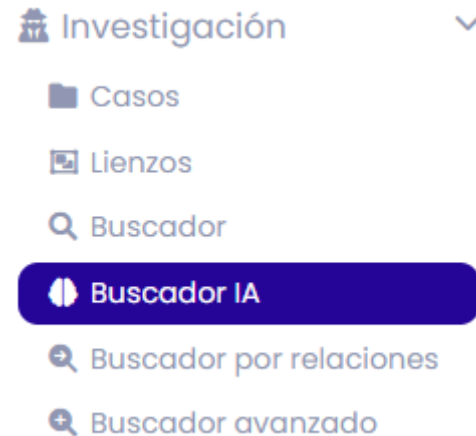 Investigación
Casos
Lienzos
Buscador
Buscador IA
Buscador por relaciones
Buscador avanzado